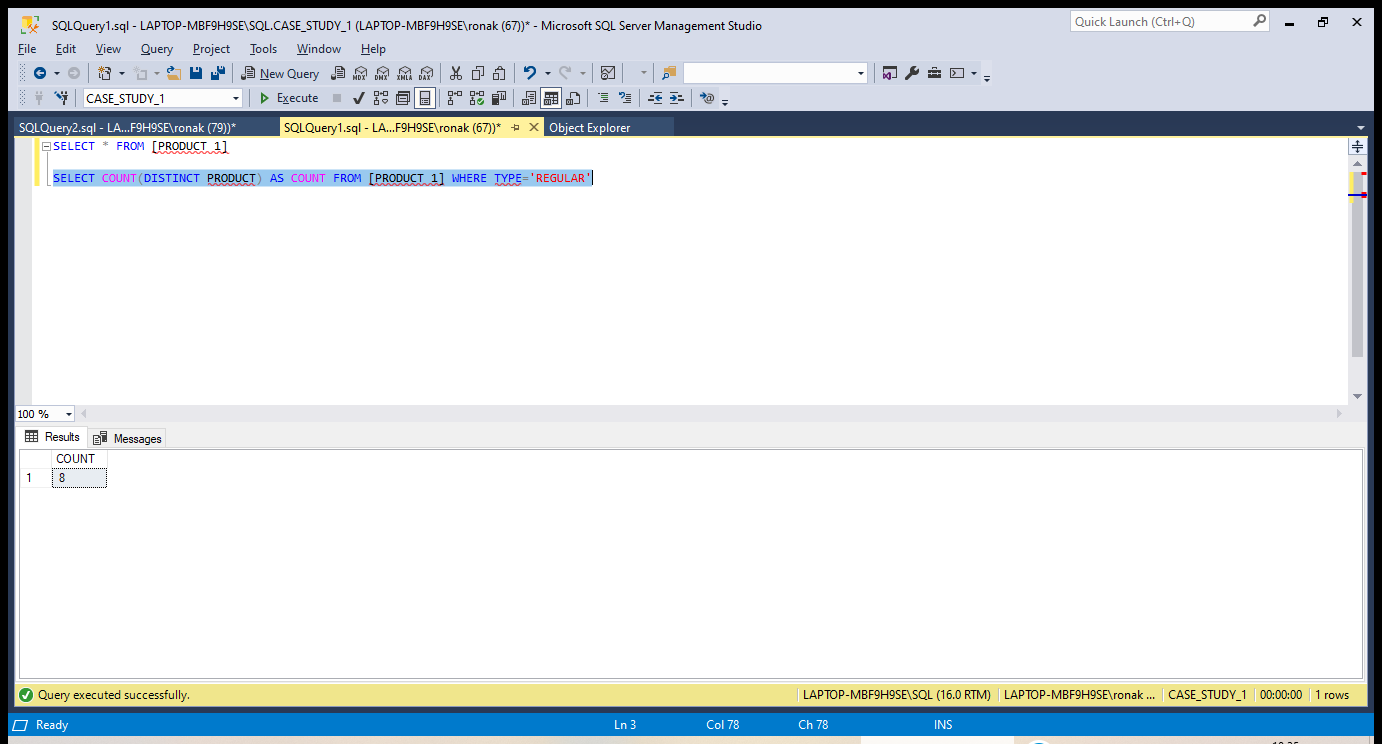 SQLQuery1.sql - LAPTOP-MBF9H9SE\SQL.CASE_STUDY_1 (LAPTOP-MBF9H9SE\ronak (67))* - Microsoft SQL Server Management Studio
Quick Launch (Ctrl+Q)
File Edit View Query Project Tools Window Help
New Query MDX DMX XMLA DAX
CASE_STUDY_1 Execute
SQLQuery2.sql - LA...F9H9SE\ronak (79))* SQLQuery1.sql - LA...F9H9SE\ronak (67))* Object Explorer
SELECT * FROM [PRODUCT_1]
SELECT COUNT(DISTINCT PRODUCT) AS COUNT FROM [PRODUCT_1] WHERE TYPE='REGULAR'
100 %
Results Messages
COUNT
1 8
Query executed successfully. LAPTOP-MBF9H9SE\SQL (16.0 RTM) LAPTOP-MBF9H9SE\ronak ... CASE_STUDY_1 00:00:00 1 rows
Ready Ln 3 Col 78 Ch 78 INS